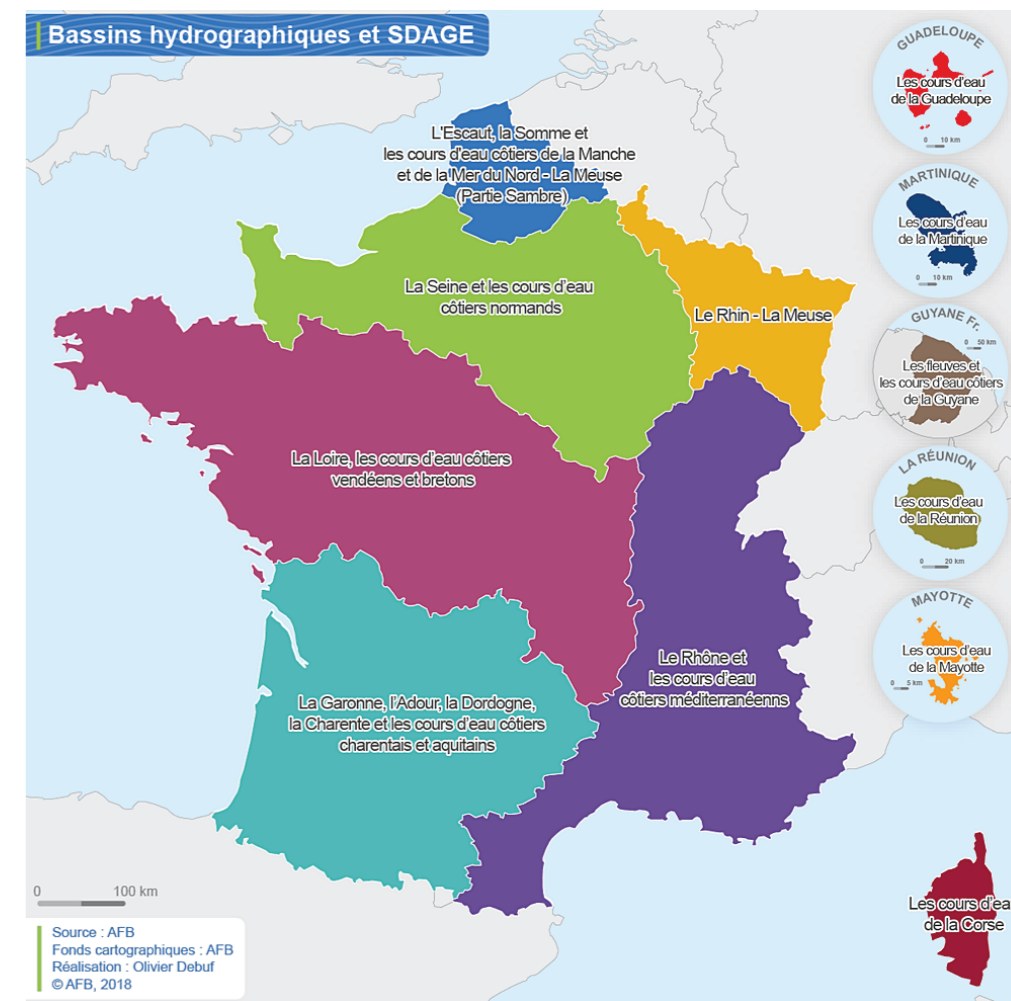 Bassins hydrographiques et SDAGE
L'Escaut, la Somme et
les cours d'eau côtiers de la Manche
et de la Mer du Nord - La Meuse
(Partie Sambre)
La Seine et les cours d'eau
côtiers normands
Le Rhin - La Meuse
La Loire, les cours d'eau côtiers
vendéens et bretons
Le Rhône et
les cours d'eau
côtiers méditerranéenns
La Garonne, l'Adour, la Dordogne,
la Charente et les cours d'eau côtiers
charentais et aquitains
GUADELOUPE
Les cours d'eau
de la Guadeloupe
0 10 km
MARTINIQUE
Les cours d'eau
de la Martinique
0 10 km
GUYANE Fr.
0 50 km
Les fleuves et
les cours d'eau côtiers
de la Guyane
LA RÉUNION
Les cours d'eau
de la Réunion
0 20 km
MAYOTTE
Les cours d'eau
de la Mayotte
0 5 km
Les cours d'ea
de la Corse
0 100 km
Source : AFB
Fonds cartographiques : AFB
Réalisation : Olivier Debuf
© AFB, 2018